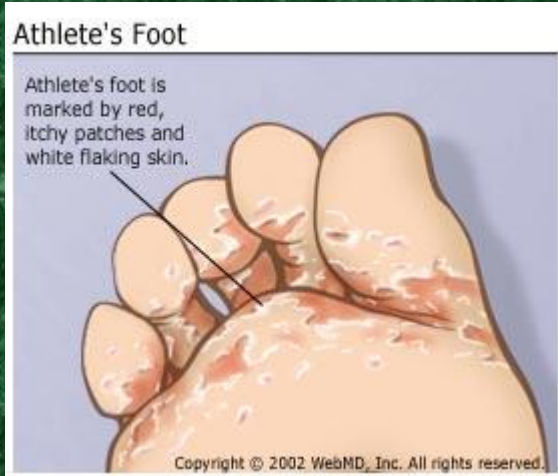 Athlete's Foot
Athlete's foot is
marked by red,
itchy patches and
white flaking skin.
Copyright © 2002 WebMD, Inc. All rights reserved.